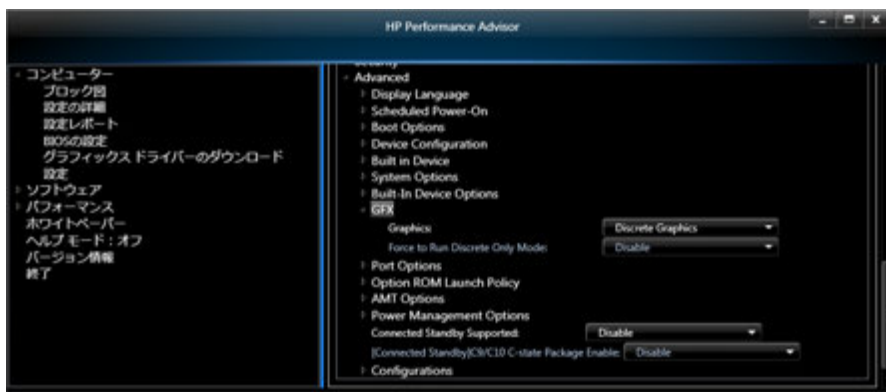 HP Performance Advisor
コンピューター
ブロック図
設定の詳細
設定レポート
BIOSの設定
グラフィックス ドライバーのダウンロード
設定
ソフトウェア
パフォーマンス
ホワイトペーパー
ヘルプ モード：オフ
バージョン情報
終了
Security
Advanced
Display Language
Scheduled Power-On
Boot Options
Device Configuration
Built in Device
System Options
Built-In Device Options
GFX
Graphics: Discrete Graphics
Force to Run Discrete Only Mode: Disable
Port Options
Option ROM Launch Policy
AMT Options
Power Management Options
Connected Standby Supported: Disable
[Connected Standby]C9/C10 C-state Package Enable: Disable
Configurations